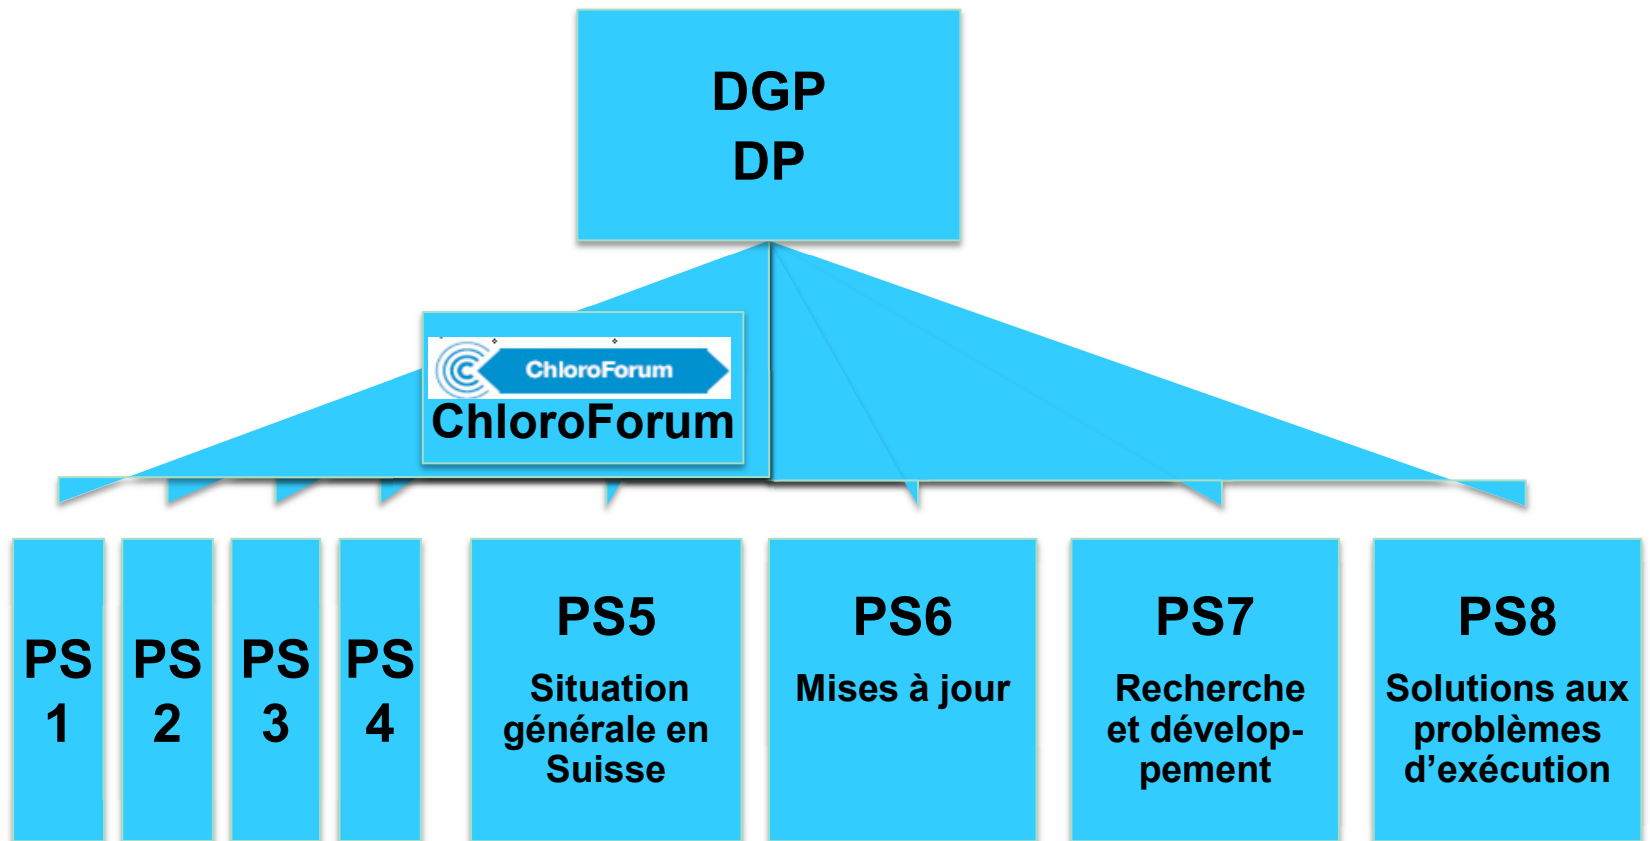 DGP
DP
ChloroForum
ChloroForum
PS
1
PS
2
PS
3
PS
4
PS5
Situation
générale en
Suisse
PS6
Mises à jour
PS7
Recherche
et dévelop-
pement
PS8
Solutions aux
problèmes
d’exécution